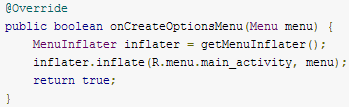 @Override
public boolean onCreateOptionsMenu(Menu menu) {
    MenuInflater inflater = getMenuInflater();
    inflater.inflate(R.menu.main_activity, menu);
    return true;
}